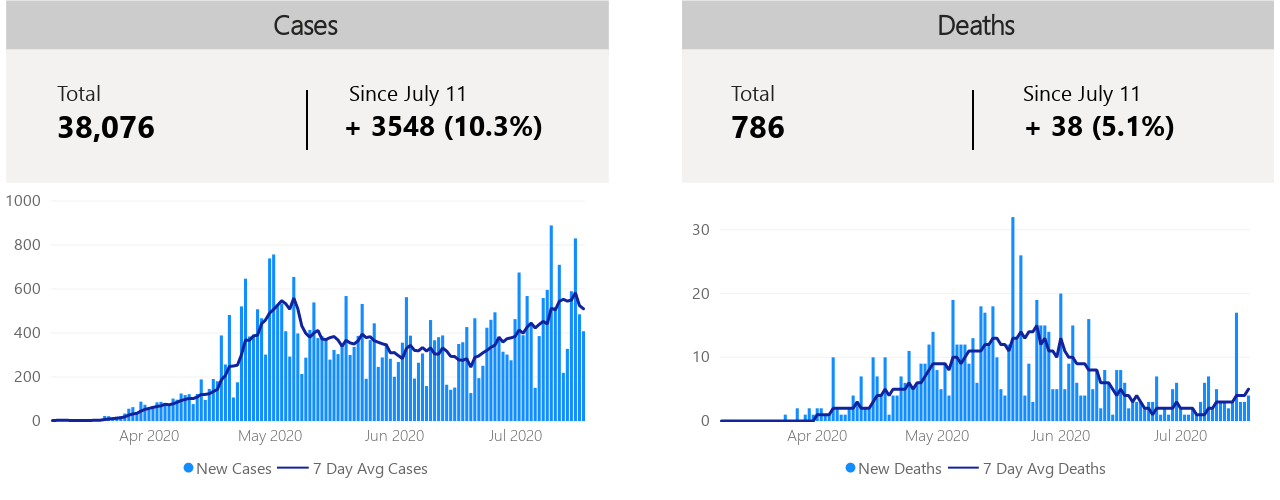 Cases
Total
38,076
Since July 11
+ 3548 (10.3%)
1000
800
600
400
200
0
Apr 2020
May 2020
Jun 2020
Jul 2020
New Cases
7 Day Avg Cases
Deaths
Total
786
Since July 11
+ 38 (5.1%)
30
20
10
0
Apr 2020
May 2020
Jun 2020
Jul 2020
New Deaths
7 Day Avg Deaths